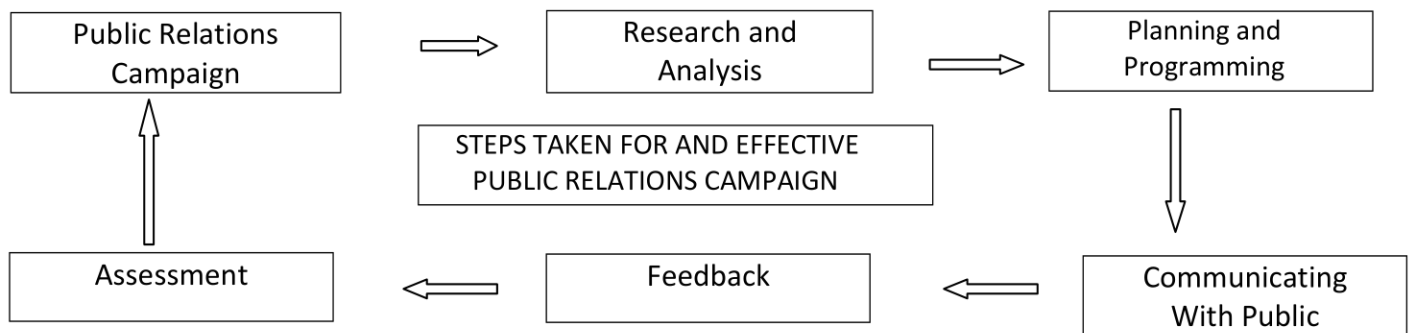 Public Relations
Campaign
Research and
Analysis
Planning and
Programming
STEPS TAKEN FOR AND EFFECTIVE
PUBLIC RELATIONS CAMPAIGN
Assessment
Feedback
Communicating
With Public